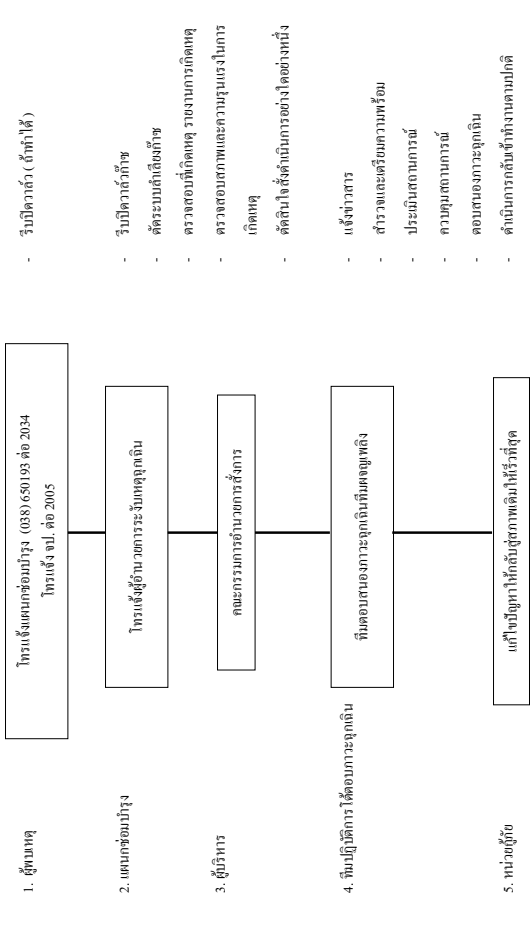 1. ผู้พบเหตุ
โทรแจ้งแผนกซ่อมบำรุง (038) 650193 ต่อ 2034
โทรแจ้ง จป. ต่อ 2005
- รีบปิดวาล์ว ( ถ้าทำได้ )
2. แผนกซ่อมบำรุง
โทรแจ้งผู้อำนวยการระงับเหตุฉุกเฉิน
- รีบปิดวาล์วก๊าซ
- ตัดระบบลำเลียงก๊าซ
- ตรวจสอบที่เกิดเหตุ รายงานการเกิดเหตุ
3. ผู้บริหาร
คณะกรรมการอำนวยการสั่งการ
- ตรวจสอบสภาพและความรุนแรงในการ
เกิดเหตุ
- ตัดสินใจสั่งดำเนินการอย่างใดอย่างหนึ่ง
4. ทีมปฏิบัติการโต้ตอบภาวะฉุกเฉิน
ทีมตอบสนองภาวะฉุกเฉินทีมผจญเพลิง
- แจ้งข่าวสาร
- สำรวจและเตรียมความพร้อม
- ประเมินสถานการณ์
- ควบคุมสถานการณ์
- ตอบสนองภาวะฉุกเฉิน
5. หน่วยกู้ภัย
แก้ไขปัญหาให้กลับสู่สภาพเดิมให้เร็วที่สุด
- ดำเนินการกลับเข้าทำงานตามปกติ